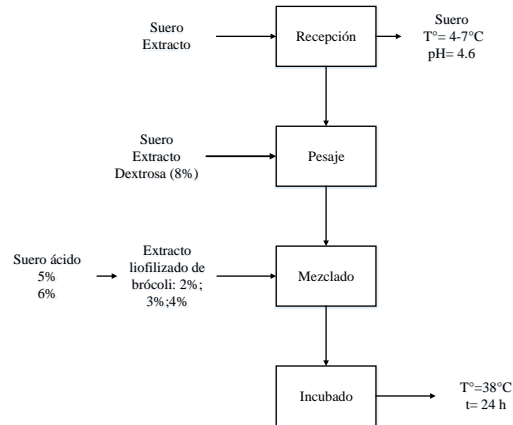 Suero
Extracto
Recepción
Suero
T°= 4-7°C
pH= 4.6
Suero
Extracto
Dextrosa (8%)
Pesaje
Suero ácido
5%
6%
Extracto
liofilizado de
brócoli: 2%;
3%;4%
Mezclado
Incubado
T°=38°C
t= 24 h